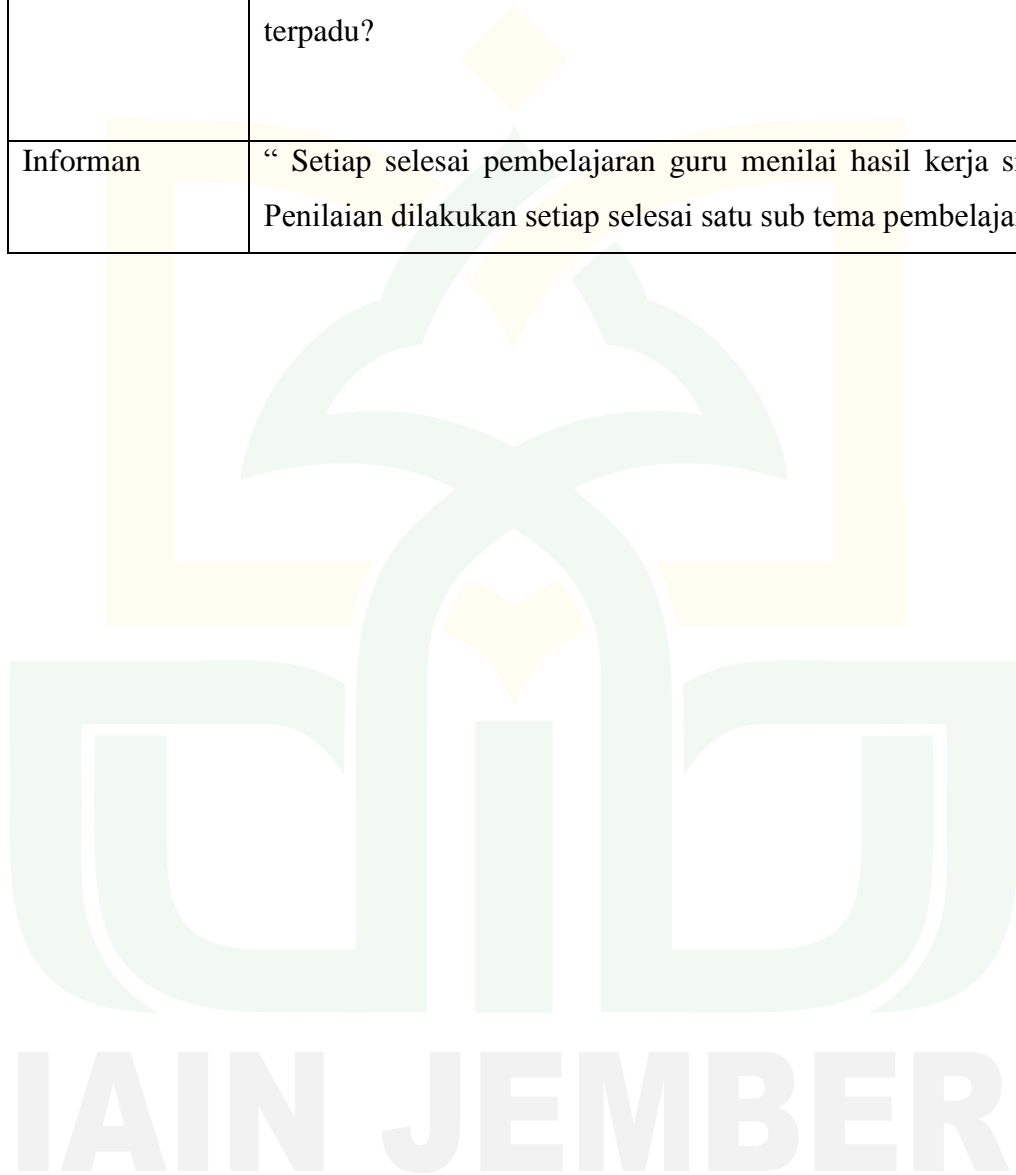 terpadu?
Informan “ Setiap selesai pembelajaran guru menilai hasil kerja
Penilaian dilakukan setiap selesai satu sub tema
IAIN JEMBER